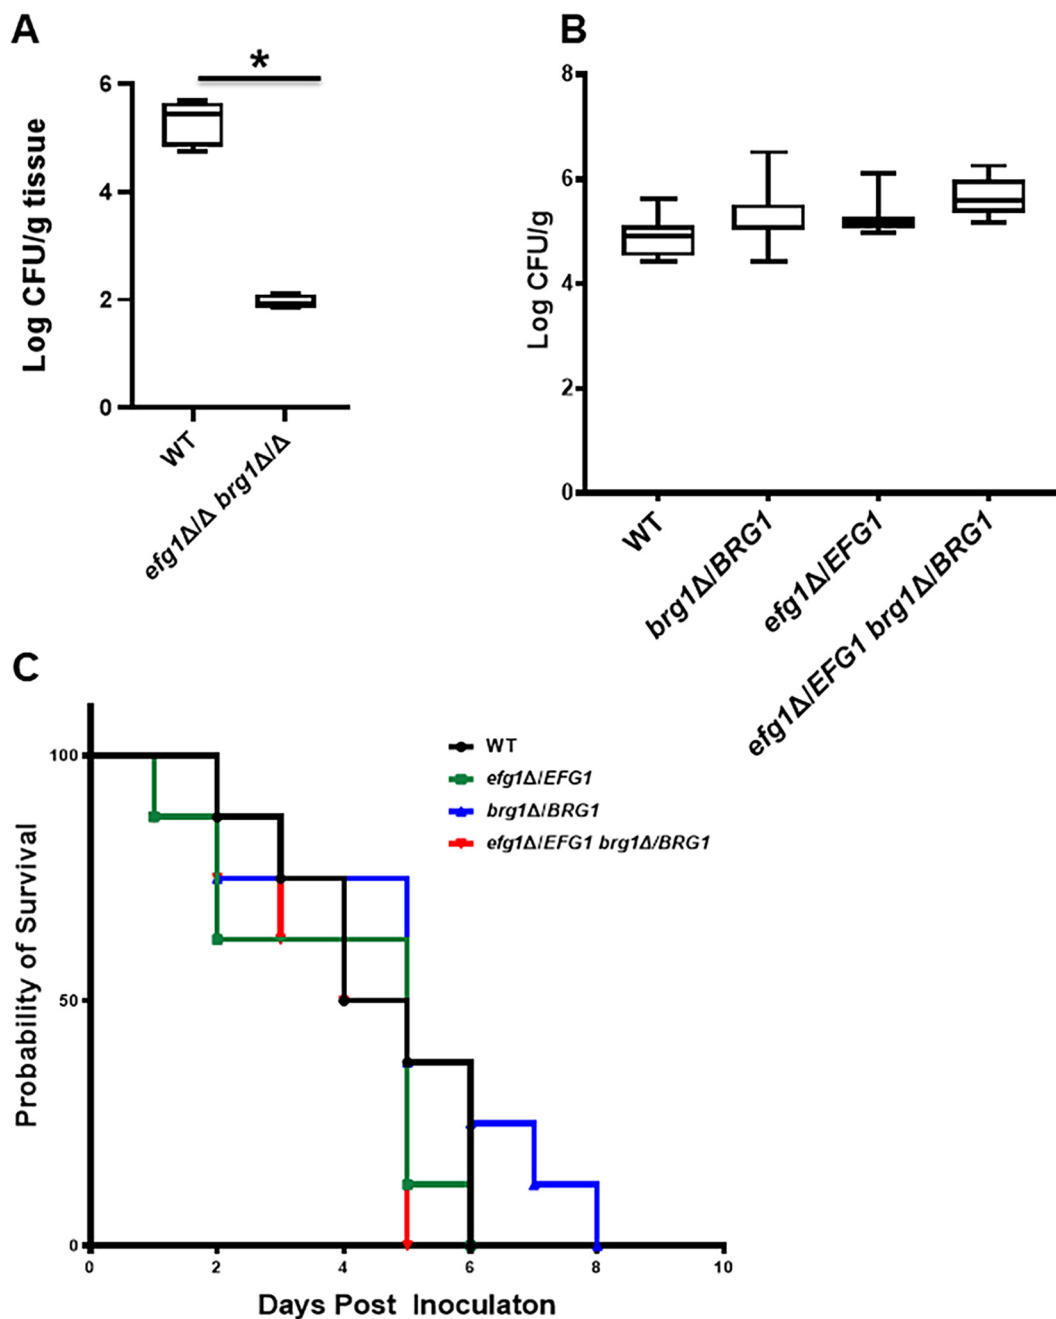 A
Log CFU/g tissue
6
4
2
0
*
WT
efg1Δ/Δ brg1Δ/Δ
B
Log CFU/g
8
6
4
2
0
WT
brg1Δ/BRG1
efg1Δ/EFG1
efg1Δ/EFG1 brg1Δ/BRG1
C
Probability of Survival
100
50
0
WT
efg1Δ/EFG1
brg1Δ/BRG1
efg1Δ/EFG1 brg1Δ/BRG1
0 2 4 6 8 10
Days Post Inoculaton